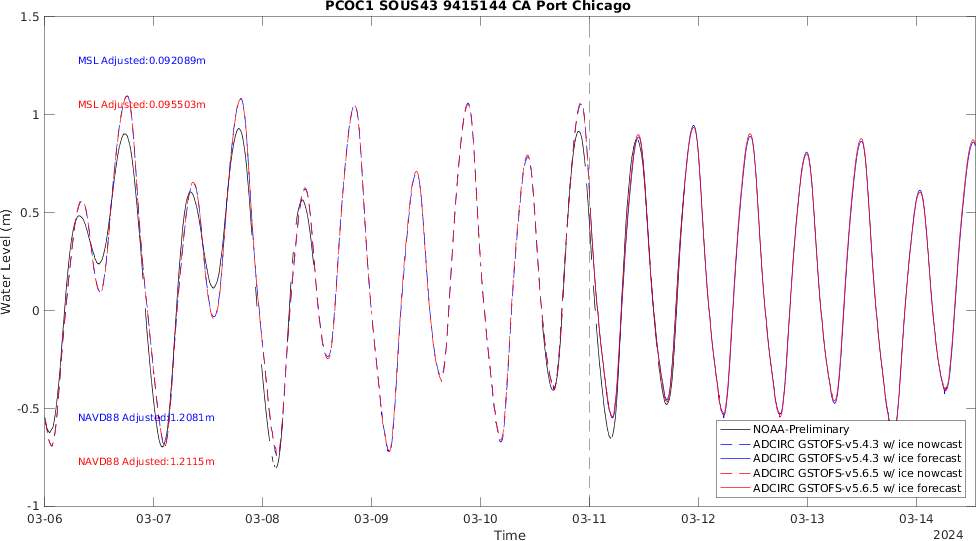 PCOC1 SOUS43 9415144 CA Port Chicago
1.5
MSL Adjusted:0.092089m
MSL Adjusted:0.095503m
1
0.5
Water Level (m)
0
-0.5
NAVD88 Adjusted:1.2081m
NAVD88 Adjusted:1.2115m
NOAA-Preliminary
ADCIRC GSTOFS-v5.4.3 w/ ice nowcast
ADCIRC GSTOFS-v5.4.3 w/ ice forecast
ADCIRC GSTOFS-v5.6.5 w/ ice nowcast
ADCIRC GSTOFS-v5.6.5 w/ ice forecast
-1
03-06 03-07 03-08 03-09 03-10 03-11 03-12 03-13 03-14
Time
2024